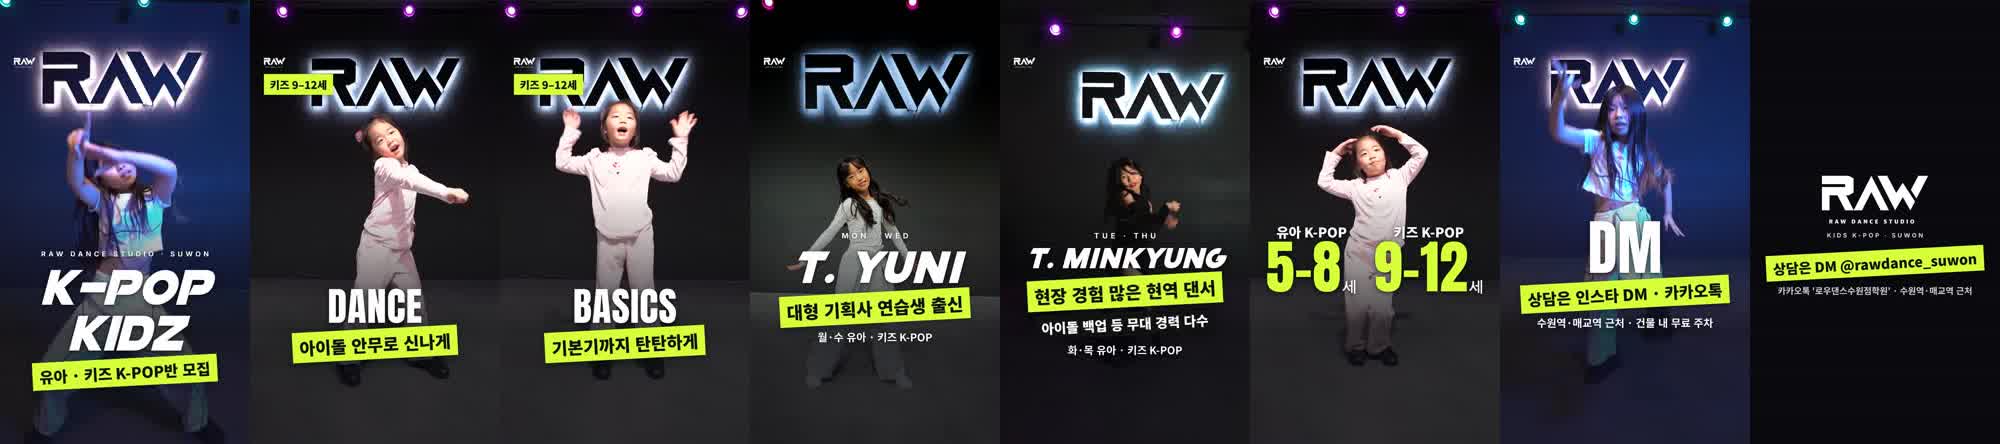 RAW
RAW
RAW DANCE STUDIO · SUWON
K-POP
KIDZ
유아 · 키즈 K-POP반 모집
RAW
키즈 9–12세
RAW
DANCE
아이돌 안무로 신나게
RAW
키즈 9–12세
RAW
BASICS
기본기까지 탄탄하게
RAW
RAW
MON · WED
T. YUNI
대형 기획사 연습생 출신
월·수 유아 · 키즈 K-POP
RAW
RAW
TUE · THU
T. MINKYUNG
현장 경험 많은 현역 댄서
아이돌 백업 등 무대 경력 다수
화·목 유아 · 키즈 K-POP
RAW
RAW
유아 K-POP
5-8세
키즈 K-POP
9-12세
RAW
RAW
DM
상담은 인스타 DM · 카카오톡
수원역·매교역 근처 · 건물 내 무료 주차
RAW
RAW DANCE STUDIO
KIDS K-POP · SUWON
상담은 DM @rawdance_suwon
카카오톡 '로우댄스수원점학원' · 수원역·매교역 근처